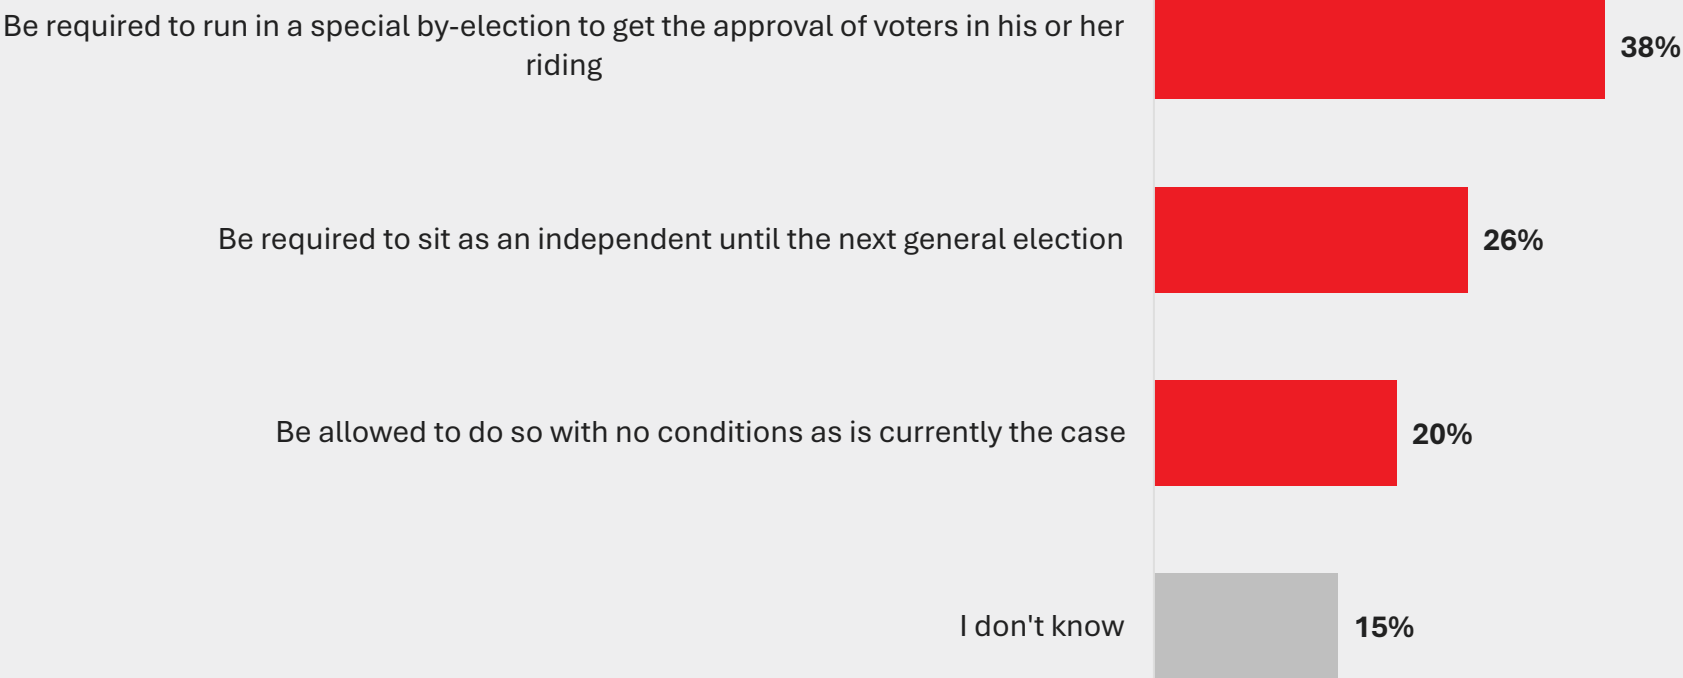 Be required to run in a special by-election to get the approval of voters in his or her
riding
38%
Be required to sit as an independent until the next general election
26%
Be allowed to do so with no conditions as is currently the case
20%
I don't know
15%